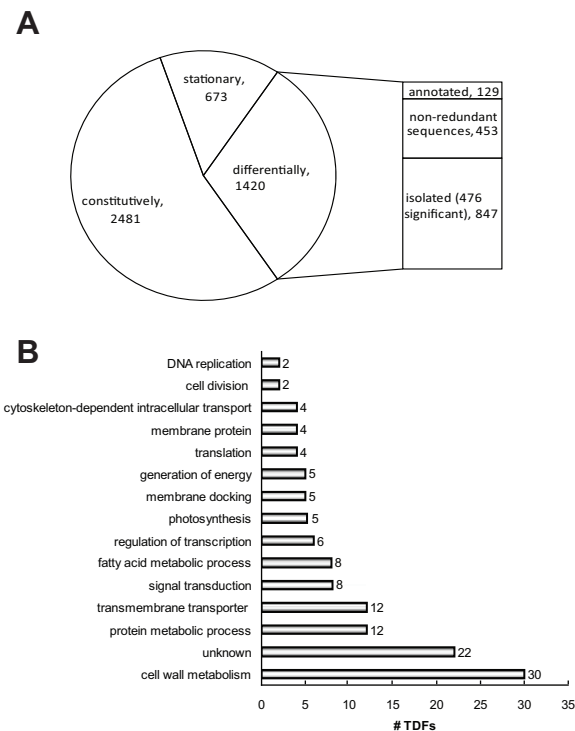 A
stationary,
673
differentially,
1420
constitutively,
2481
annotated, 129
non-redundant
sequences, 453
isolated (476
significant), 847
B
DNA replication 2
cell division 2
cytoskeleton-dependent intracellular transport 4
membrane protein 4
translation 4
generation of energy 5
membrane docking 5
photosynthesis 5
regulation of transcription 6
fatty acid metabolic process 8
signal transduction 8
transmembrane transporter 12
protein metabolic process 12
unknown 22
cell wall metabolism 30
0 5 10 15 20 25 30 35
# TDFs